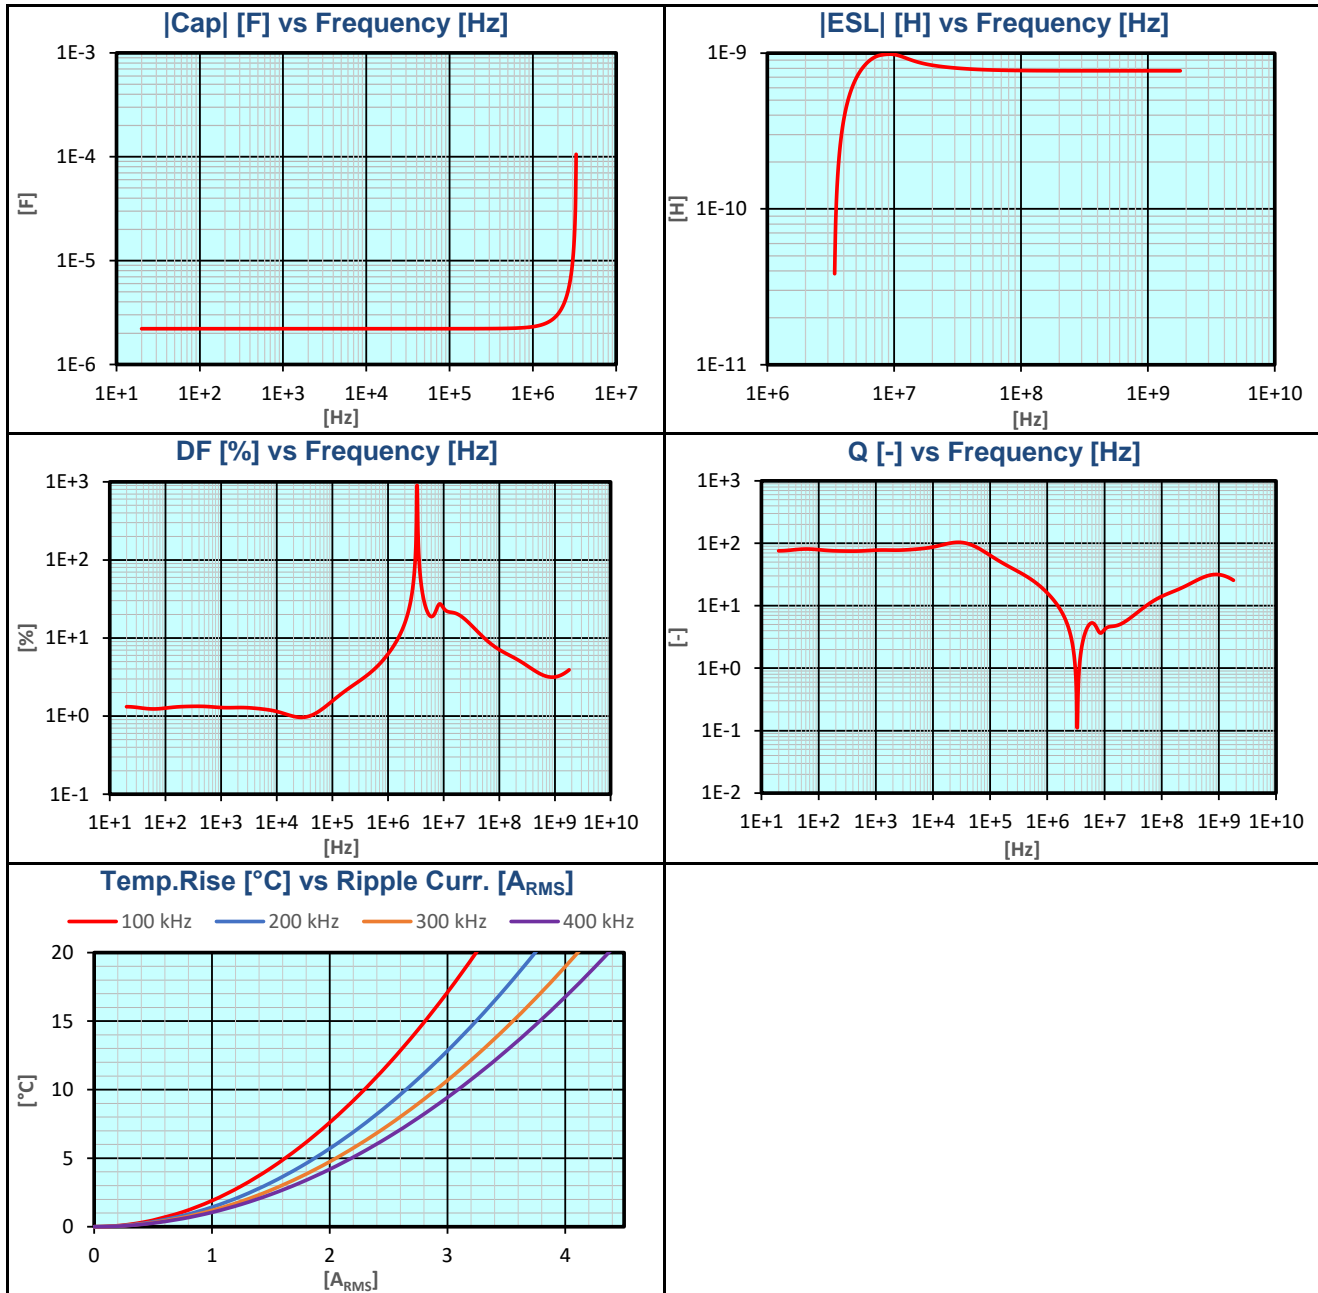 |Cap| [F] vs Frequency [Hz]
1E-3
1E-4
1E-5
1E-6
[F]
1E+1 1E+2 1E+3 1E+4 1E+5 1E+6 1E+7
[Hz]
|ESL| [H] vs Frequency [Hz]
1E-9
1E-10
1E-11
[H]
1E+6 1E+7 1E+8 1E+9 1E+10
[Hz]
DF [%] vs Frequency [Hz]
1E+3
1E+2
1E+1
1E+0
1E-1
[%]
1E+1 1E+2 1E+3 1E+4 1E+5 1E+6 1E+7 1E+8 1E+9 1E+10
[Hz]
Q [-] vs Frequency [Hz]
1E+3
1E+2
1E+1
1E+0
1E-1
1E-2
[-]
1E+1 1E+2 1E+3 1E+4 1E+5 1E+6 1E+7 1E+8 1E+9 1E+10
[Hz]
Temp.Rise [°C] vs Ripple Curr. [ARMS]
100 kHz 200 kHz 300 kHz 400 kHz
20
15
10
5
0
[°C]
0 1 2 3 4
[ARMS]